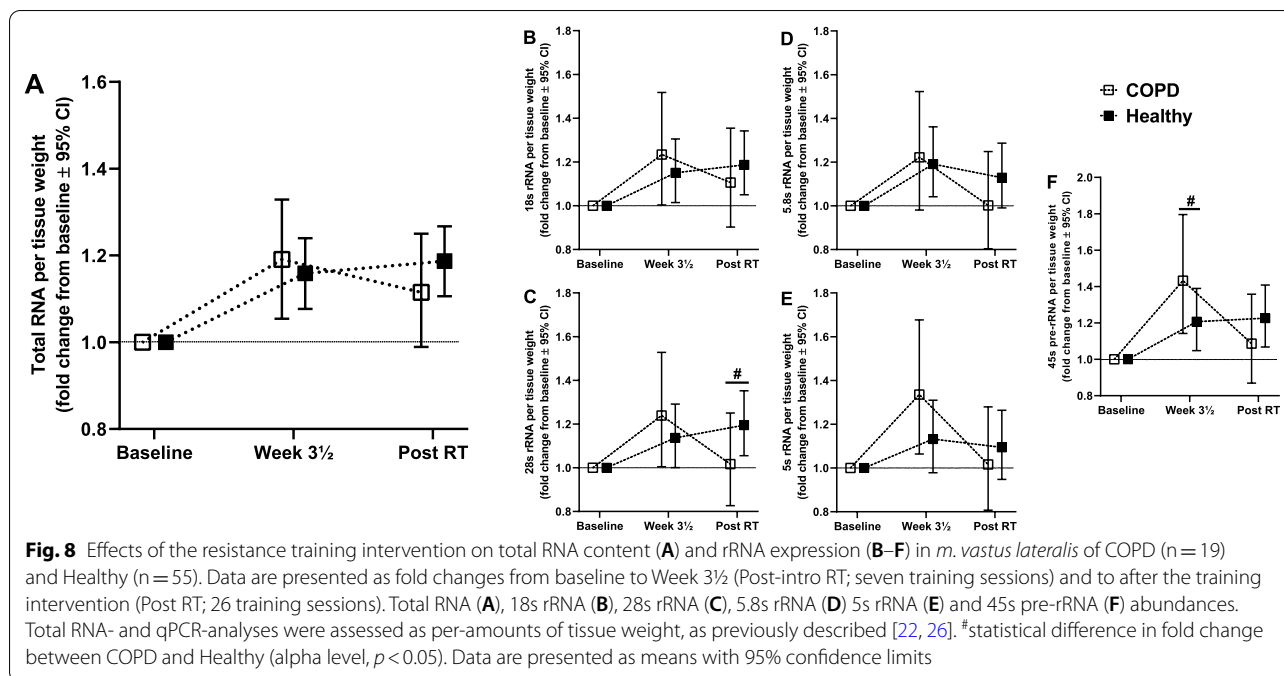 A
Total RNA per tissue weight
(fold change from baseline ± 95% CI)
1.6
1.4
1.2
1.0
0.8
Baseline
Week 3½
Post RT
B
18s rRNA per tissue weight
(fold change from baseline ± 95% CI)
1.8
1.6
1.4
1.2
1.0
0.8
Baseline
Week 3½
Post RT
C
28s rRNA per tissue weight
(fold change from baseline ± 95% CI)
1.8
1.6
1.4
1.2
1.0
0.8
#
Baseline
Week 3½
Post RT
D
5.8s rRNA per tissue weight
(fold change from baseline ± 95% CI)
1.8
1.6
1.4
1.2
1.0
0.8
Baseline
Week 3½
Post RT
E
5s rRNA per tissue weight
(fold change from baseline ± 95% CI)
1.8
1.6
1.4
1.2
1.0
0.8
Baseline
Week 3½
Post RT
COPD
Healthy
F
45s pre-rRNA per tissue weight
(fold change from baseline ± 95% CI)
2.0
1.8
1.6
1.4
1.2
1.0
0.8
#
Baseline
Week 3½
Post RT
Fig. 8 Effects of the resistance training intervention on total RNA content (A) and rRNA expression (B–F) in m. vastus lateralis of COPD (n = 19)
and Healthy (n = 55). Data are presented as fold changes from baseline to Week 3½ (Post-intro RT; seven training sessions) and to after the training
intervention (Post RT; 26 training sessions). Total RNA (A), 18s rRNA (B), 28s rRNA (C), 5.8s rRNA (D) 5s rRNA (E) and 45s pre-rRNA (F) abundances.
Total RNA- and qPCR-analyses were assessed as per-amounts of tissue weight, as previously described [22, 26]. #statistical difference in fold change
between COPD and Healthy (alpha level, p < 0.05). Data are presented as means with 95% confidence limits